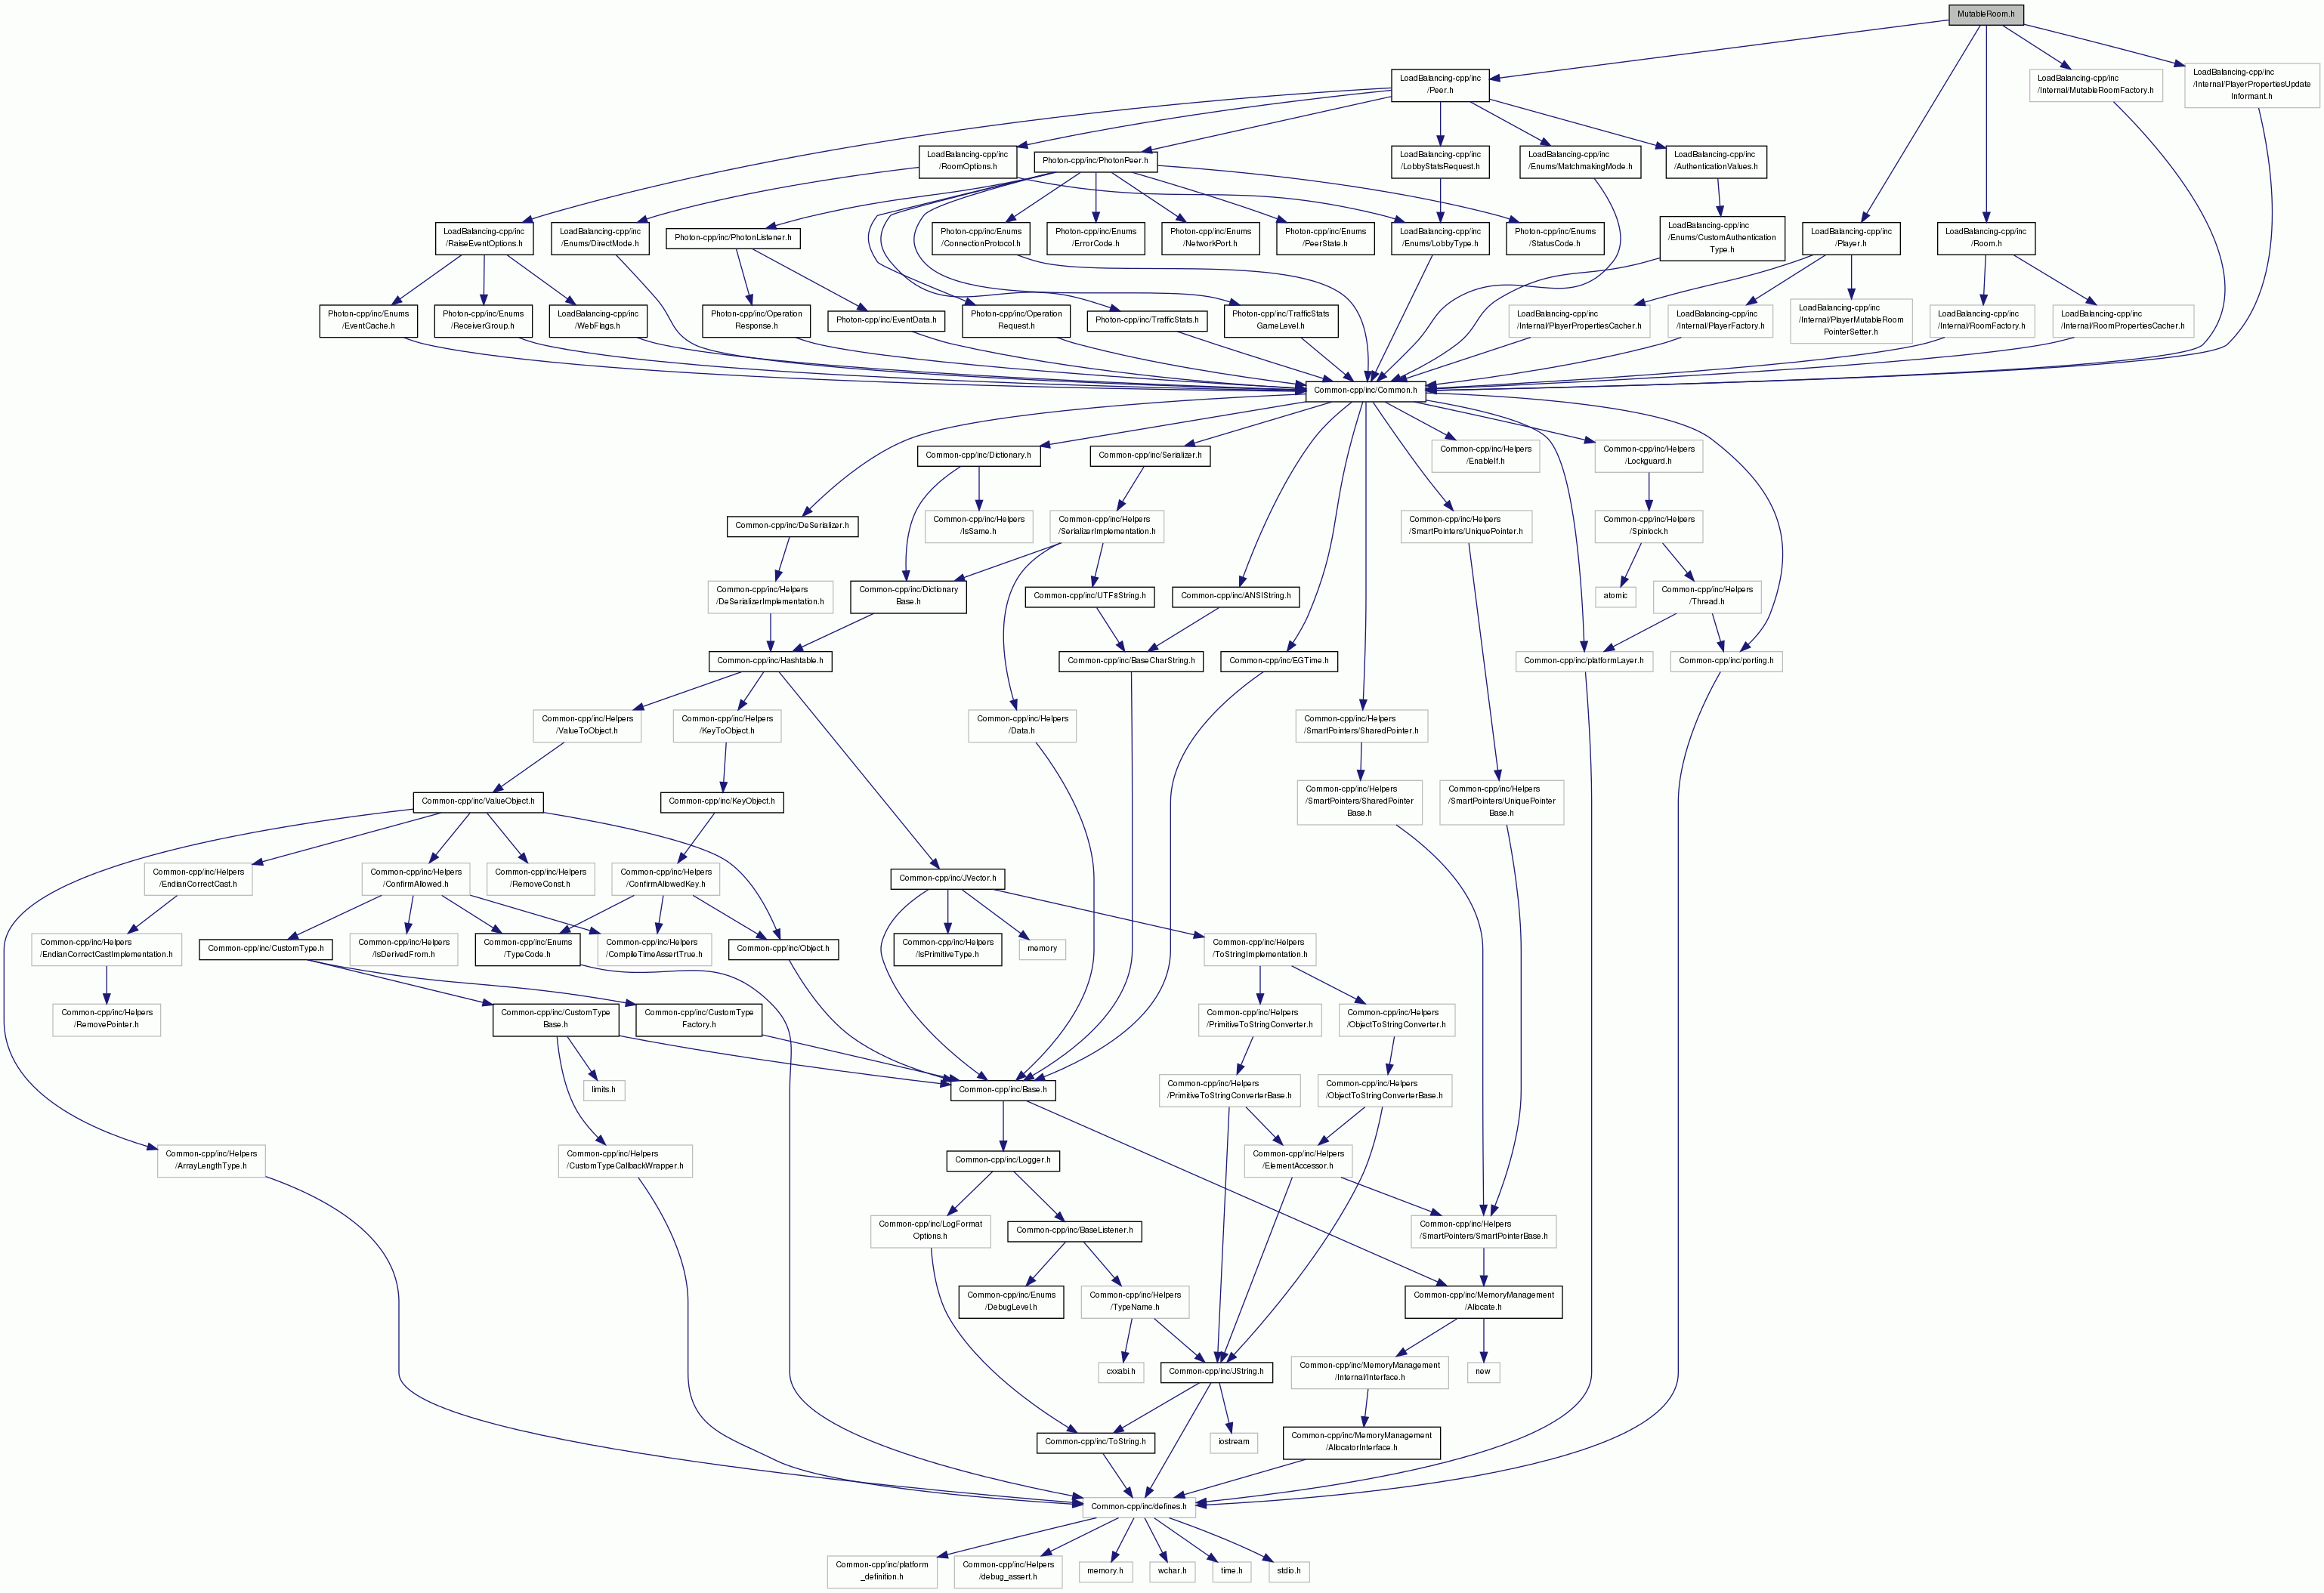 MutableRoom.h
LoadBalancing-cpp/inc
/Peer.h
LoadBalancing-cpp/inc
/Internal/MutableRoomFactory.h
LoadBalancing-cpp/inc
/Internal/PlayerPropertiesUpdate
Informant.h
LoadBalancing-cpp/inc
/RoomOptions.h
Photon-cpp/inc/PhotonPeer.h
LoadBalancing-cpp/inc
/LobbyStatsRequest.h
LoadBalancing-cpp/inc
/Enums/MatchmakingMode.h
LoadBalancing-cpp/inc
/AuthenticationValues.h
LoadBalancing-cpp/inc
/RaiseEventOptions.h
LoadBalancing-cpp/inc
/Enums/DirectMode.h
Photon-cpp/inc/PhotonListener.h
Photon-cpp/inc/Enums
/ConnectionProtocol.h
Photon-cpp/inc/Enums
/ErrorCode.h
Photon-cpp/inc/Enums
/NetworkPort.h
Photon-cpp/inc/Enums
/PeerState.h
LoadBalancing-cpp/inc
/Enums/LobbyType.h
Photon-cpp/inc/Enums
/StatusCode.h
LoadBalancing-cpp/inc
/Enums/CustomAuthentication
Type.h
LoadBalancing-cpp/inc
/Player.h
LoadBalancing-cpp/inc
/Room.h
Photon-cpp/inc/Enums
/EventCache.h
Photon-cpp/inc/Enums
/ReceiverGroup.h
LoadBalancing-cpp/inc
/WebFlags.h
Photon-cpp/inc/Operation
Response.h
Photon-cpp/inc/EventData.h
Photon-cpp/inc/Operation
Request.h
Photon-cpp/inc/TrafficStats.h
Photon-cpp/inc/TrafficStats
GameLevel.h
LoadBalancing-cpp/inc
/Internal/PlayerPropertiesCacher.h
LoadBalancing-cpp/inc
/Internal/PlayerFactory.h
LoadBalancing-cpp/inc
/Internal/PlayerMutableRoom
PointerSetter.h
LoadBalancing-cpp/inc
/Internal/RoomFactory.h
LoadBalancing-cpp/inc
/Internal/RoomPropertiesCacher.h
Common-cpp/inc/Common.h
Common-cpp/inc/Dictionary.h
Common-cpp/inc/Serializer.h
Common-cpp/inc/Helpers
/EnableIf.h
Common-cpp/inc/Helpers
/Lockguard.h
Common-cpp/inc/DeSerializer.h
Common-cpp/inc/Helpers
/IsSame.h
Common-cpp/inc/Helpers
/SerializerImplementation.h
Common-cpp/inc/Helpers
/SmartPointers/UniquePointer.h
Common-cpp/inc/Helpers
/Spinlock.h
Common-cpp/inc/Helpers
/DeSerializerImplementation.h
Common-cpp/inc/Dictionary
Base.h
Common-cpp/inc/UTF8String.h
Common-cpp/inc/ANSIString.h
atomic
Common-cpp/inc/Helpers
/Thread.h
Common-cpp/inc/Hashtable.h
Common-cpp/inc/BaseCharString.h
Common-cpp/inc/EGTime.h
Common-cpp/inc/platformLayer.h
Common-cpp/inc/porting.h
Common-cpp/inc/Helpers
/ValueToObject.h
Common-cpp/inc/Helpers
/KeyToObject.h
Common-cpp/inc/Helpers
/Data.h
Common-cpp/inc/Helpers
/SmartPointers/SharedPointer.h
Common-cpp/inc/ValueObject.h
Common-cpp/inc/KeyObject.h
Common-cpp/inc/Helpers
/SmartPointers/SharedPointer
Base.h
Common-cpp/inc/Helpers
/SmartPointers/UniquePointer
Base.h
Common-cpp/inc/Helpers
/EndianCorrectCast.h
Common-cpp/inc/Helpers
/ConfirmAllowed.h
Common-cpp/inc/Helpers
/RemoveConst.h
Common-cpp/inc/Helpers
/ConfirmAllowedKey.h
Common-cpp/inc/JVector.h
Common-cpp/inc/Helpers
/EndianCorrectCastImplementation.h
Common-cpp/inc/CustomType.h
Common-cpp/inc/Helpers
/IsDerivedFrom.h
Common-cpp/inc/Enums
/TypeCode.h
Common-cpp/inc/Helpers
/CompileTimeAssertTrue.h
Common-cpp/inc/Object.h
Common-cpp/inc/Helpers
/IsPrimitiveType.h
memory
Common-cpp/inc/Helpers
/ToStringImplementation.h
Common-cpp/inc/Helpers
/RemovePointer.h
Common-cpp/inc/CustomType
Base.h
Common-cpp/inc/CustomType
Factory.h
Common-cpp/inc/Helpers
/PrimitiveToStringConverter.h
Common-cpp/inc/Helpers
/ObjectToStringConverter.h
limits.h
Common-cpp/inc/Base.h
Common-cpp/inc/Helpers
/PrimitiveToStringConverterBase.h
Common-cpp/inc/Helpers
/ObjectToStringConverterBase.h
Common-cpp/inc/Helpers
/ArrayLengthType.h
Common-cpp/inc/Helpers
/CustomTypeCallbackWrapper.h
Common-cpp/inc/Logger.h
Common-cpp/inc/Helpers
/ElementAccessor.h
Common-cpp/inc/LogFormat
Options.h
Common-cpp/inc/BaseListener.h
Common-cpp/inc/Helpers
/SmartPointers/SmartPointerBase.h
Common-cpp/inc/Enums
/DebugLevel.h
Common-cpp/inc/Helpers
/TypeName.h
Common-cpp/inc/MemoryManagement
/Allocate.h
cxxabi.h
Common-cpp/inc/JString.h
Common-cpp/inc/MemoryManagement
/Internal/Interface.h
new
Common-cpp/inc/ToString.h
iostream
Common-cpp/inc/MemoryManagement
/AllocatorInterface.h
Common-cpp/inc/defines.h
Common-cpp/inc/platform
_definition.h
Common-cpp/inc/Helpers
/debug_assert.h
memory.h
wchar.h
time.h
stdio.h